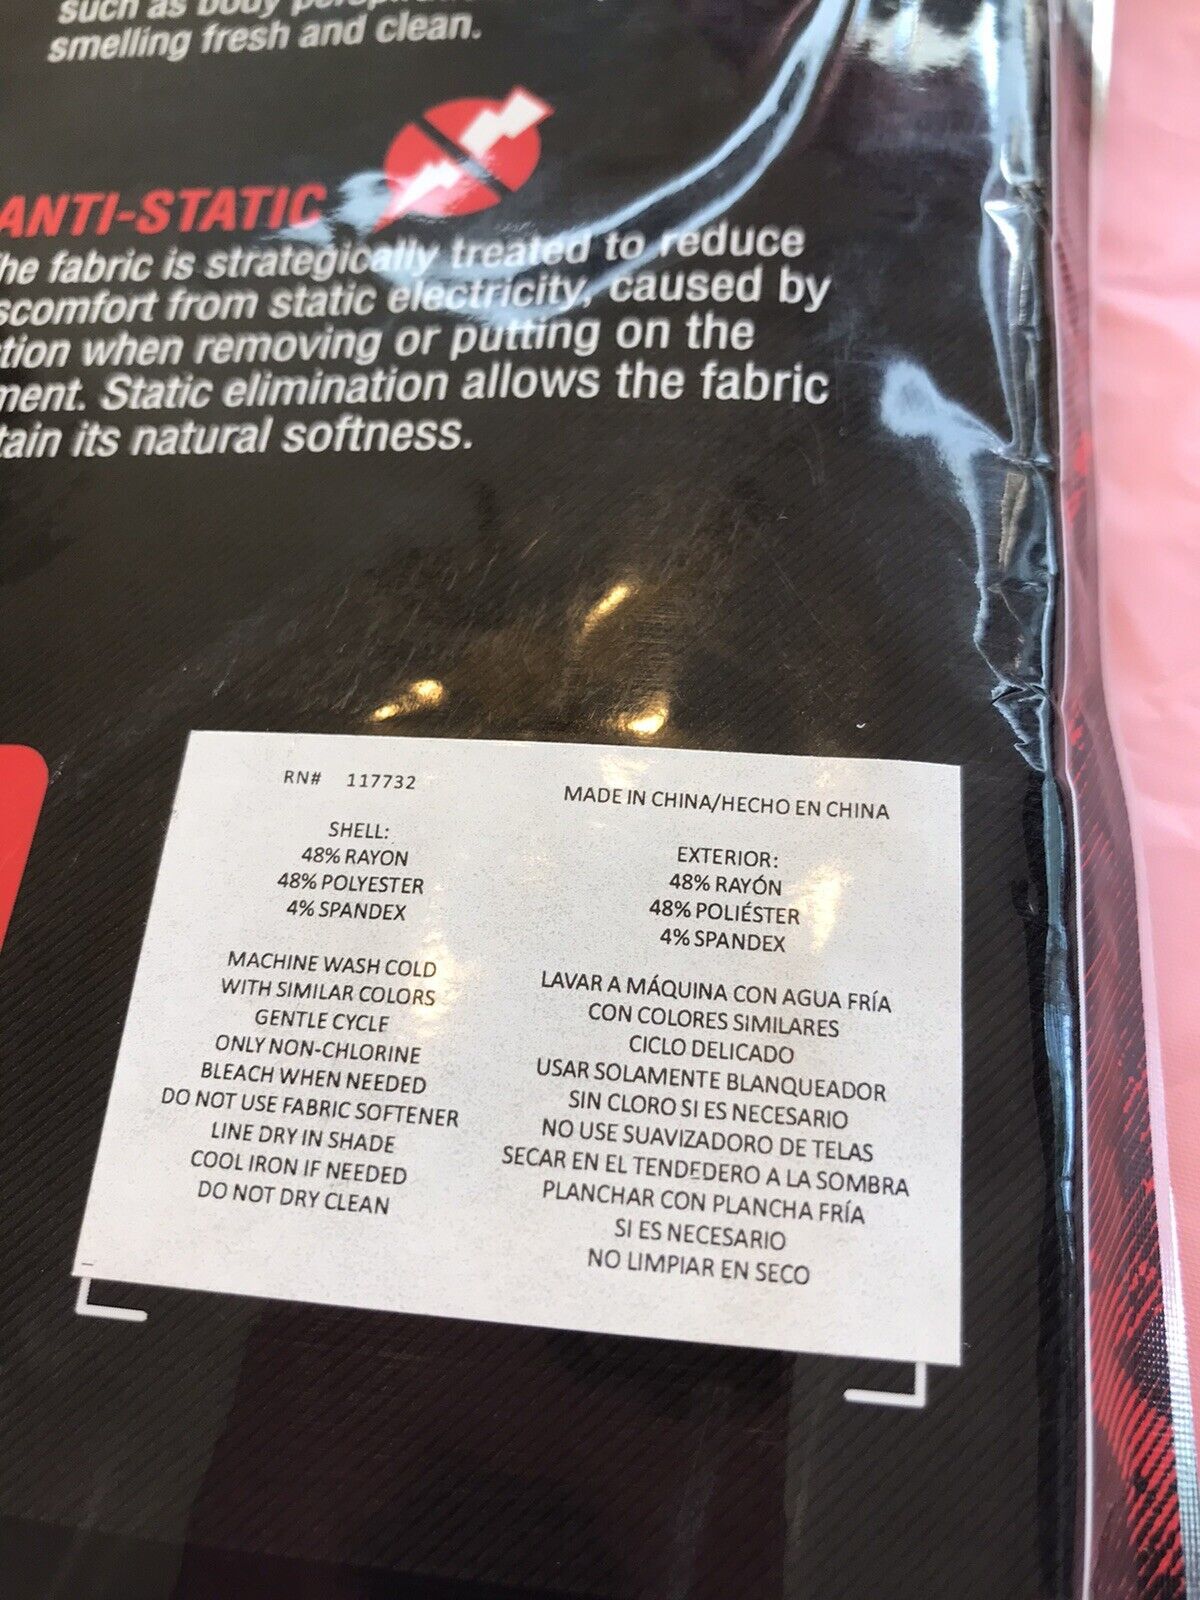 such as body
smelling fresh and clean.
ANTI-STATIC
he fabric is strategically treated to reduce
scomfort from static electricity, caused by
tion when removing or putting on the
ment. Static elimination allows the fabric
tain its natural softness.
RN# 117732
SHELL:
48% RAYON
48% POLYESTER
4% SPANDEX
MACHINE WASH COLD
WITH SIMILAR COLORS
GENTLE CYCLE
ONLY NON-CHLORINE
BLEACH WHEN NEEDED
DO NOT USE FABRIC SOFTENER
LINE DRY IN SHADE
COOL IRON IF NEEDED
DO NOT DRY CLEAN
MADE IN CHINA/HECHO EN CHINA
EXTERIOR:
48% RAYÓN
48% POLIÉSTER
4% SPANDEX
LAVAR A MÁQUINA CON AGUA FRÍA
CON COLORES SIMILARES
CICLO DELICADO
USAR SOLAMENTE BLANQUEADOR
SIN CLORO SI ES NECESARIO
NO USE SUAVIZADORO DE TELAS
SECAR EN EL TENDEDERO A LA SOMBRA
PLANCHAR CON PLANCHA FRÍA
SI ES NECESARIO
NO LIMPIAR EN SECO